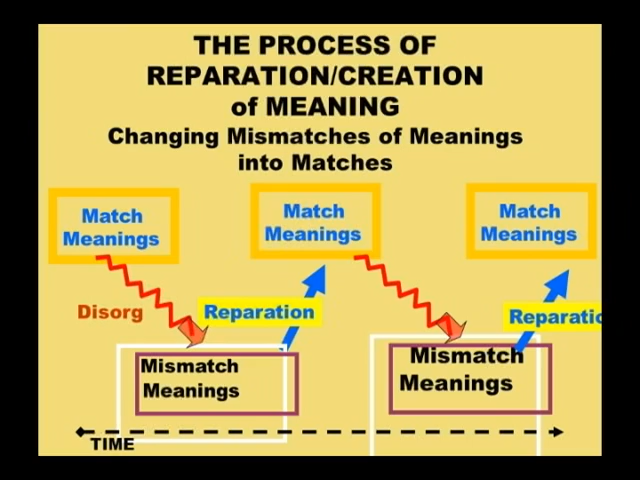 THE PROCESS OF
REPARATION/CREATION
of MEANING
Changing Mismatches of Meanings
into Matches
Match
Meanings
Match
Meanings
Match
Meanings
Disorg
Reparation
Reparatio
Mismatch
Meanings
Mismatch
Meanings
TIME